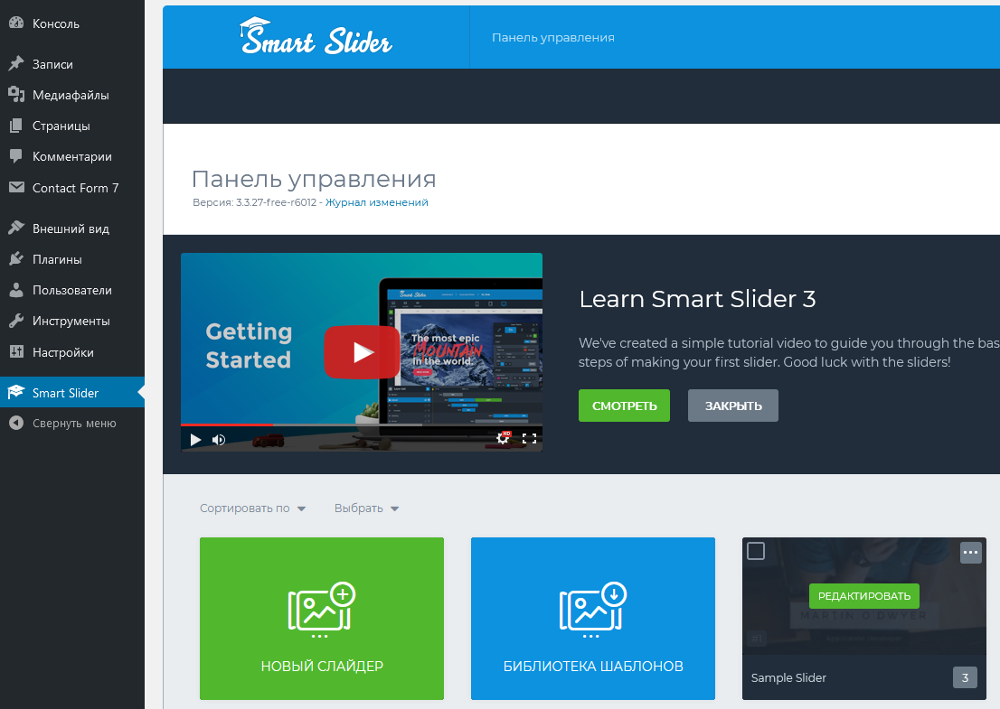 Консоль
Записи
Медиафайлы
Страницы
Комментарии
Contact Form 7
Внешний вид
Плагины
Пользователи
Инструменты
Настройки
Smart Slider
Свернуть меню
Smart Slider
Панель управления
Панель управления
Версия: 3.3.27-free-r6012 - Журнал изменений
Getting
Started
The most epic
MOUNTAIN
in the world.
HD
Learn Smart Slider 3
We've created a simple tutorial video to guide you through the bas
steps of making your first slider. Good luck with the sliders!
СМОТРЕТЬ
ЗАКРЫТЬ
Сортировать по
Выбрать
НОВЫЙ СЛАЙДЕР
БИБЛИОТЕКА ШАБЛОНОВ
РЕДАКТИРОВАТЬ
MARTIN O'DWYER
#1
Application Developer
Sample Slider
3